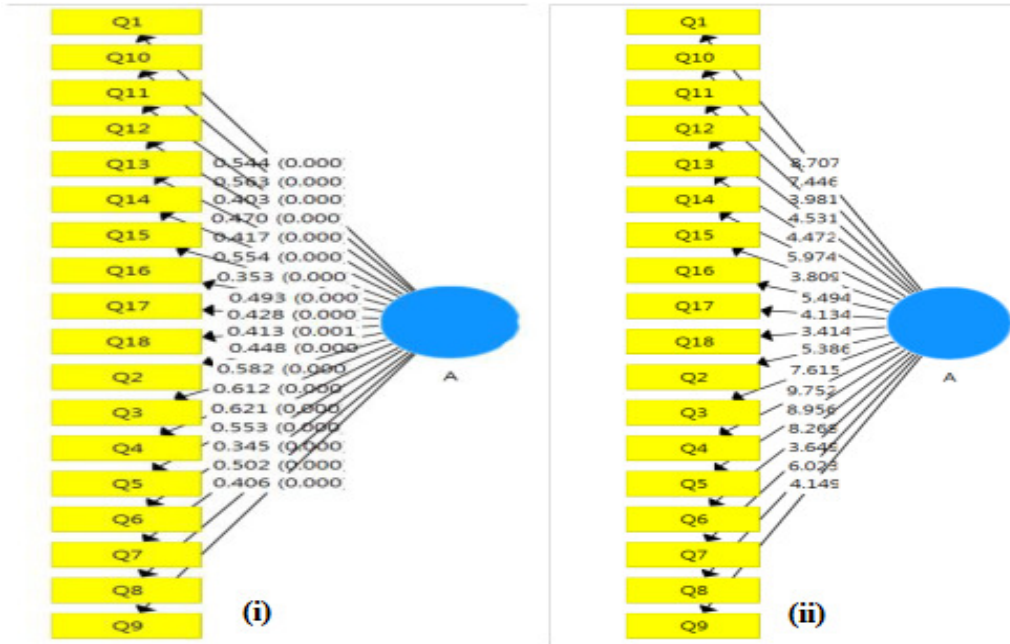 Q1
Q10
Q11
Q12
Q13
Q14
Q15
Q16
Q17
Q18
Q2
Q3
Q4
Q5
Q6
Q7
Q8
Q9
0.544 (0.000)
0.563 (0.000
0.403 (0.000
0.470 (0.000
0.417 (0.000
0.554 (0.000
0.353 (0.000
0.493 (0.000
0.428 (0.000
0.413 (0.001
0.448 (0.000
0.582 (0.000
0.612 (0.000
0.621 (0.000
0.553 (0.000
0.345 (0.000
0.502 (0.000
0.406 (0.000)
A
(i)
Q1
Q10
Q11
Q12
Q13
Q14
Q15
Q16
Q17
Q18
Q2
Q3
Q4
Q5
Q6
Q7
Q8
Q9
8.707
7.446
3.981
4.531
4.472
5.974
3.809
5.494
4.134
3.414
5.386
7.615
9.752
8.956
8.268
3.649
6.023
4.149
A
(ii)